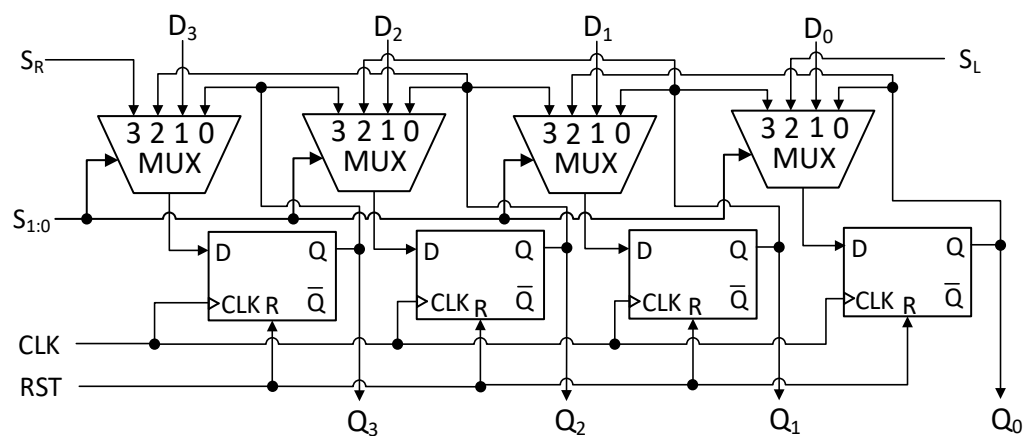 D3 D2 D1 D0
SR SL
3 2 1 0 3 2 1 0 3 2 1 0 3 2 1 0
MUX MUX MUX MUX
S1:0
D Q D Q D Q D Q
CLK R Q̅ CLK R Q̅ CLK R Q̅ CLK R Q̅
CLK
RST
Q3 Q2 Q1 Q0